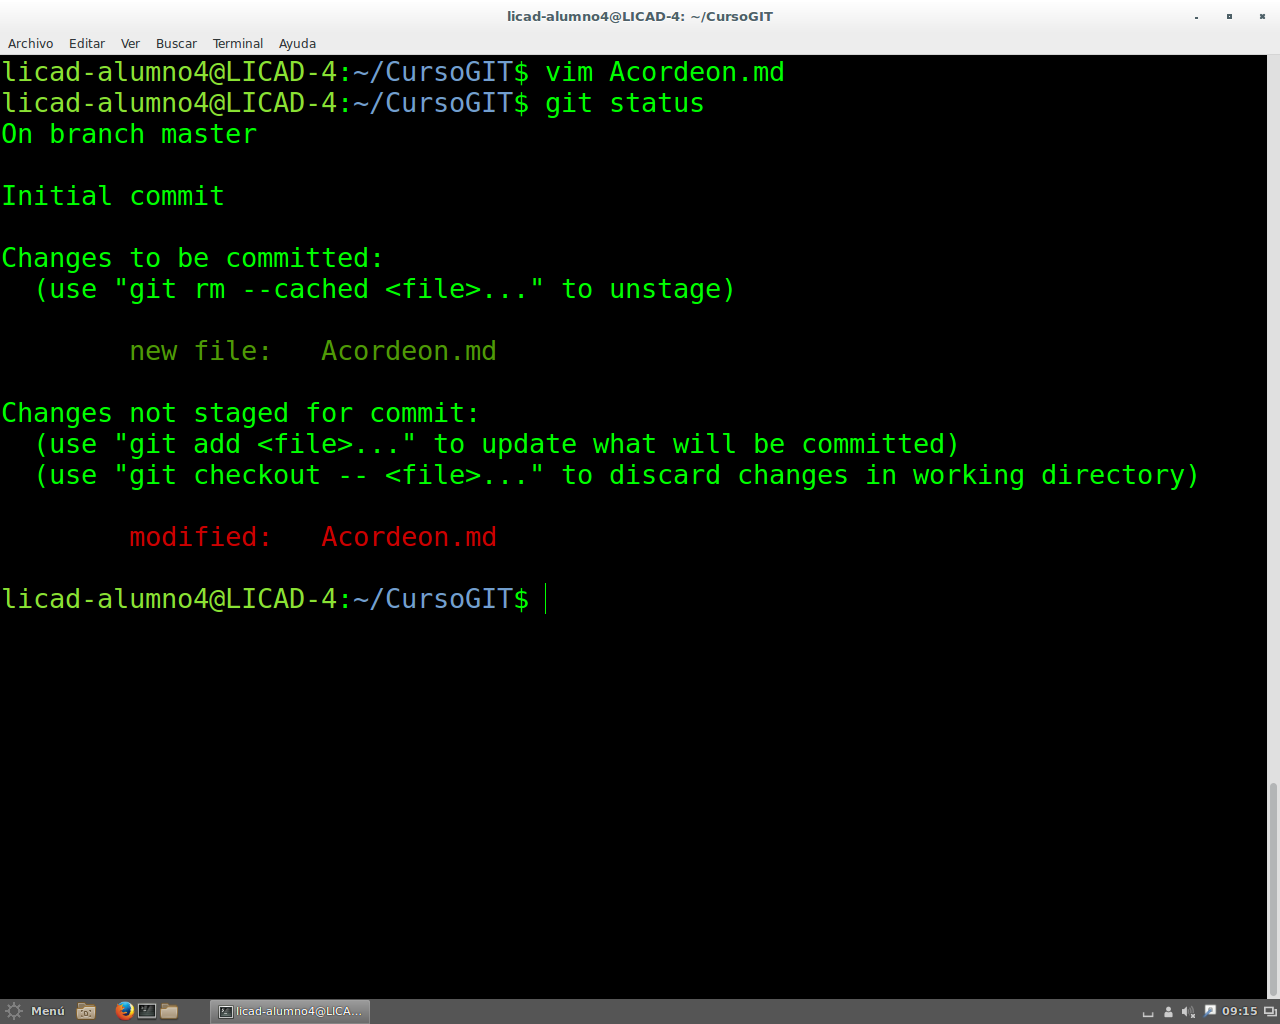 licad-alumno4@LICAD-4: ~/CursoGIT
Archivo Editar Ver Buscar Terminal Ayuda
licad-alumno4@LICAD-4:~/CursoGIT$ vim Acordeon.md
licad-alumno4@LICAD-4:~/CursoGIT$ git status
On branch master
Initial commit
Changes to be committed:
(use "git rm --cached <file>..." to unstage)
new file: Acordeon.md
Changes not staged for commit:
(use "git add <file>..." to update what will be committed)
(use "git checkout -- <file>..." to discard changes in working directory)
modified: Acordeon.md
licad-alumno4@LICAD-4:~/CursoGIT$
Menú licad-alumno4@LICA... 09:15